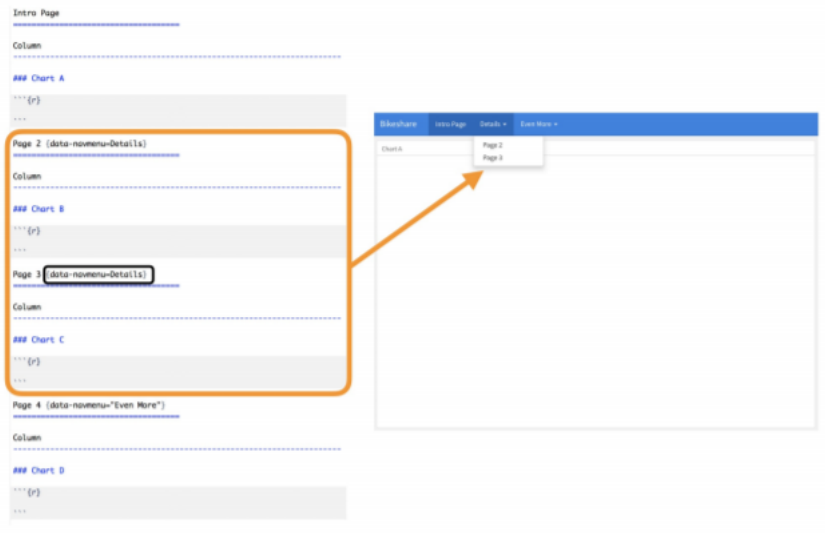 Intro Page
=====================================
Column
-------------------------------------------------------------
### Chart A
```{r}
```
Page 2 {data-navmenu=Details}
=====================================
Column
-------------------------------------------------------------
### Chart B
```{r}
```
Page 3 {data-navmenu=Details}
=====================================
Column
-------------------------------------------------------------
### Chart C
```{r}
```
Page 4 {data-navmenu="Even More"}
=====================================
Column
-------------------------------------------------------------
### Chart D
```{r}
```
Bikeshare Intro Page Details Even More
Page 2
Page 3
Chart A